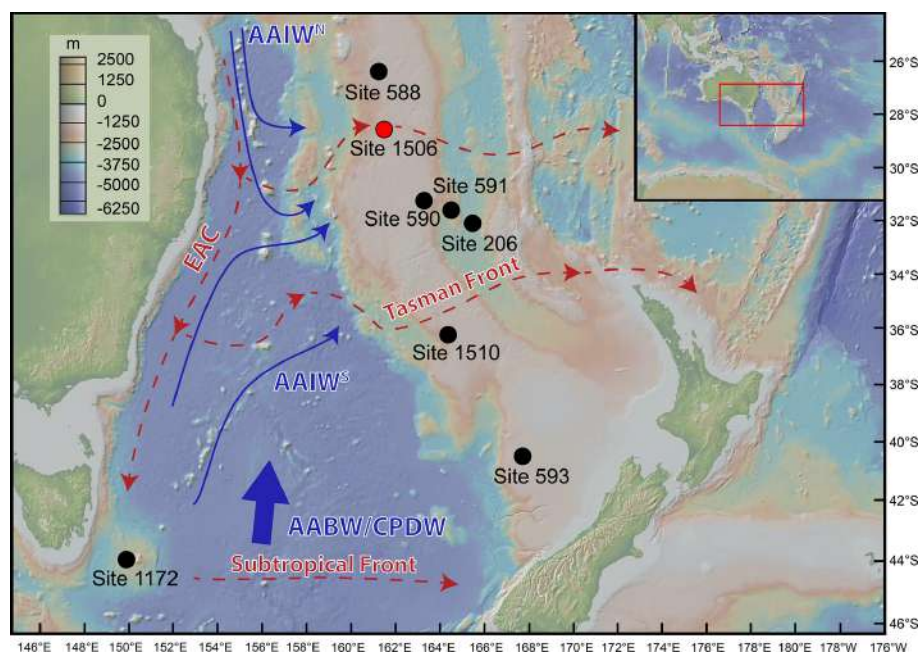 m
2500
1250
0
-1250
-2500
-3750
-5000
-6250
AAIWᴺ
Site 588
Site 1506
Site 591
Site 590
Site 206
EAC
Tasman Front
Site 1510
AAIWˢ
Site 593
AABW/CPDW
Subtropical Front
Site 1172
26°S
28°S
30°S
32°S
34°S
36°S
38°S
40°S
42°S
44°S
46°S
146°E 148°E 150°E 152°E 154°E 156°E 158°E 160°E 162°E 164°E 166°E 168°E 170°E 172°E 174°E 176°E 178°E 180°W 178°W 176°W